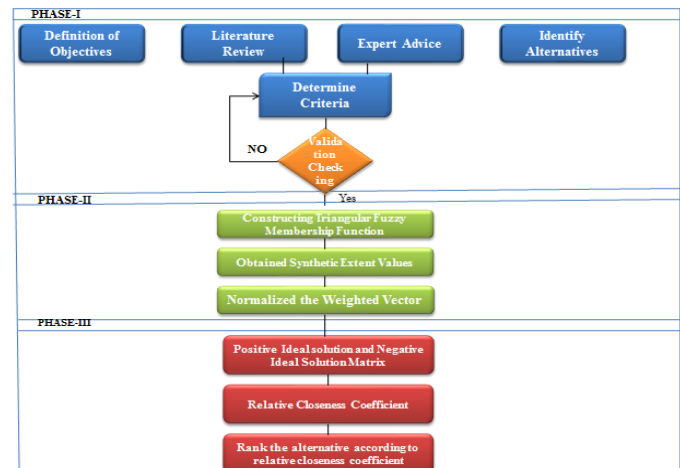 PHASE-I
Definition of
Objectives
Literature
Review
Expert Advice
Identify
Alternatives
Determine
Criteria
NO
Valida
tion
Check
ing
Yes
PHASE-II
Constructing Triangular Fuzzy
Membership Function
Obtained Synthetic Extent Values
Normalized the Weighted Vector
PHASE-III
Positive Ideal solution and Negative
Ideal Solution Matrix
Relative Closeness Coefficient
Rank the alternative according to
relative closeness coefficient